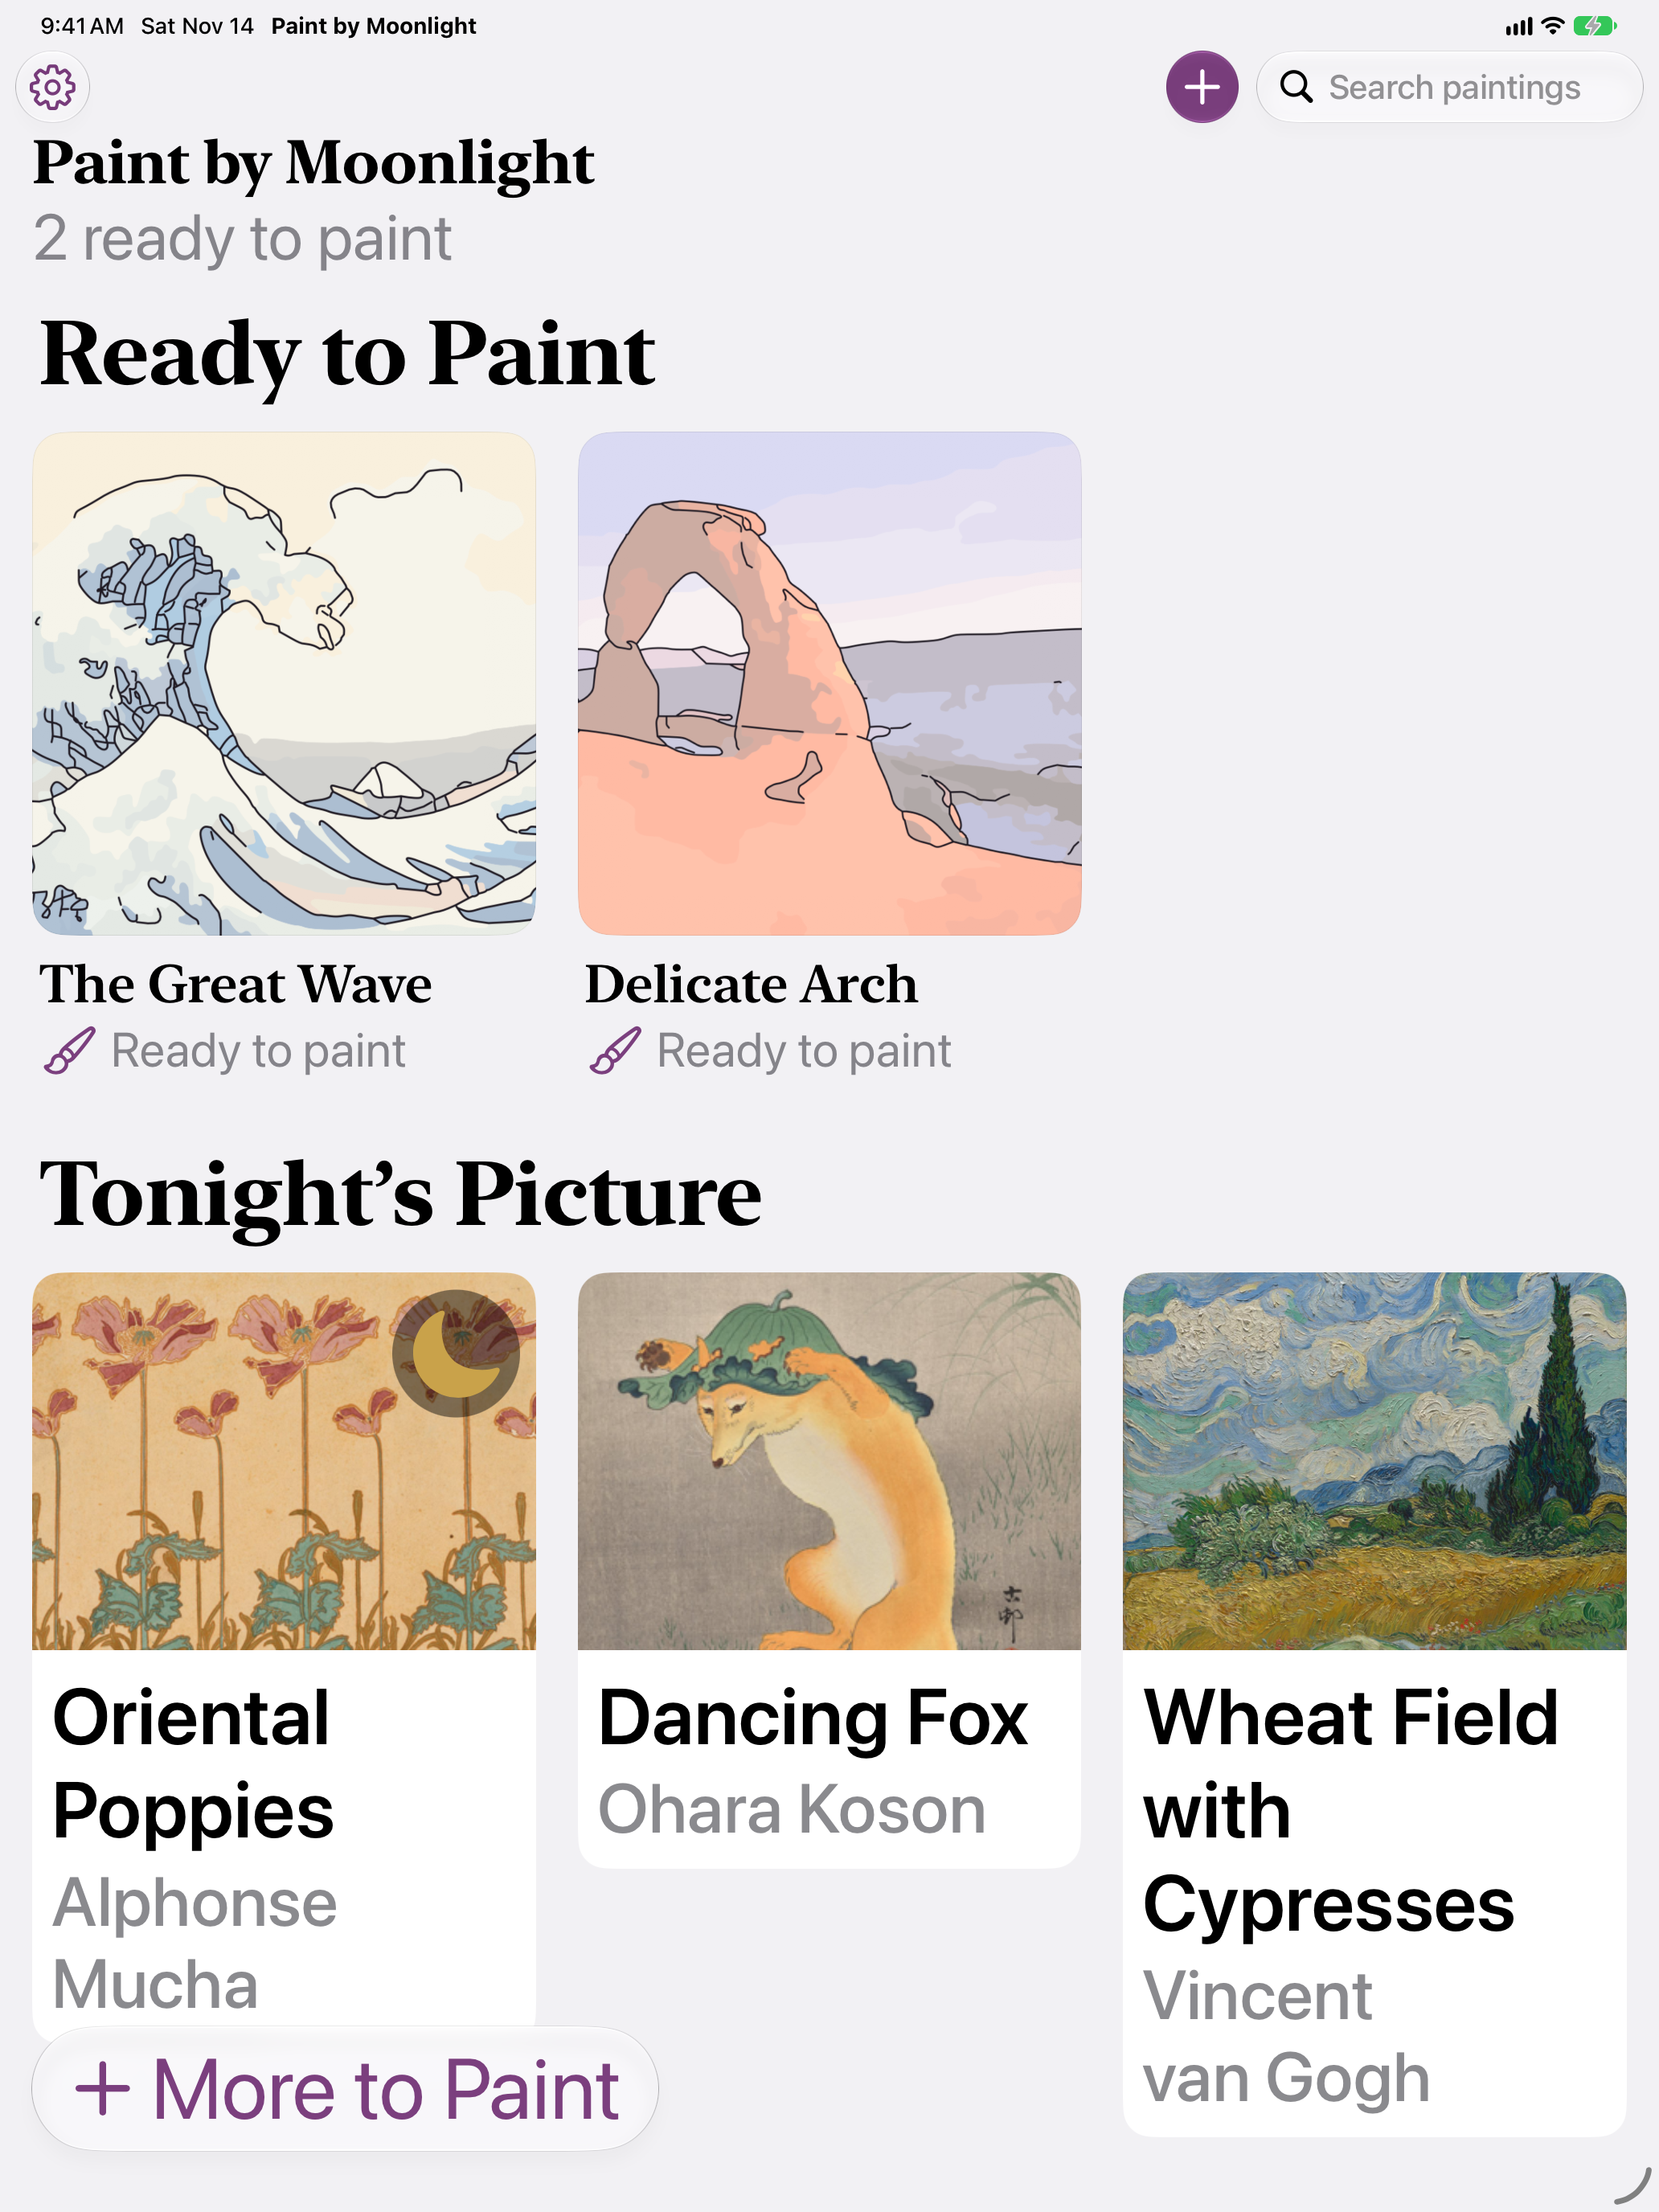 9:41 AM Sat Nov 14 Paint by Moonlight
Search paintings
Paint by Moonlight
2 ready to paint
Ready to Paint
The Great Wave
Ready to paint
Delicate Arch
Ready to paint
Tonight’s Picture
古邨
Oriental
Poppies
Alphonse
Mucha
Dancing Fox
Ohara Koson
Wheat Field
with
Cypresses
Vincent
van Gogh
+ More to Paint